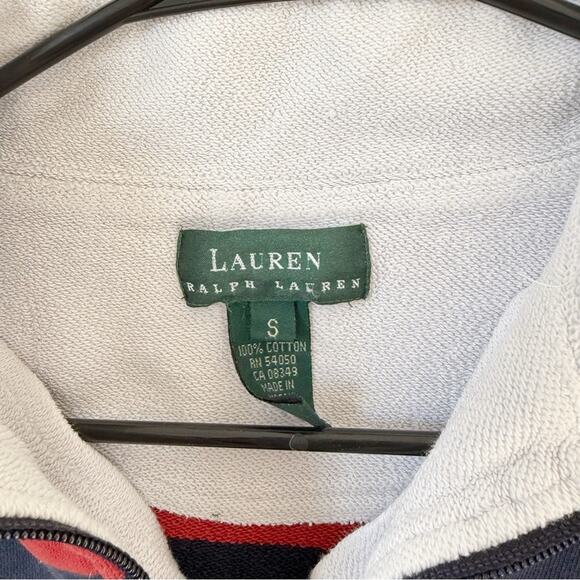 LAUREN
RALPH LAUREN
S
100% COTTON
RN 54050
CA 08349
MADE IN